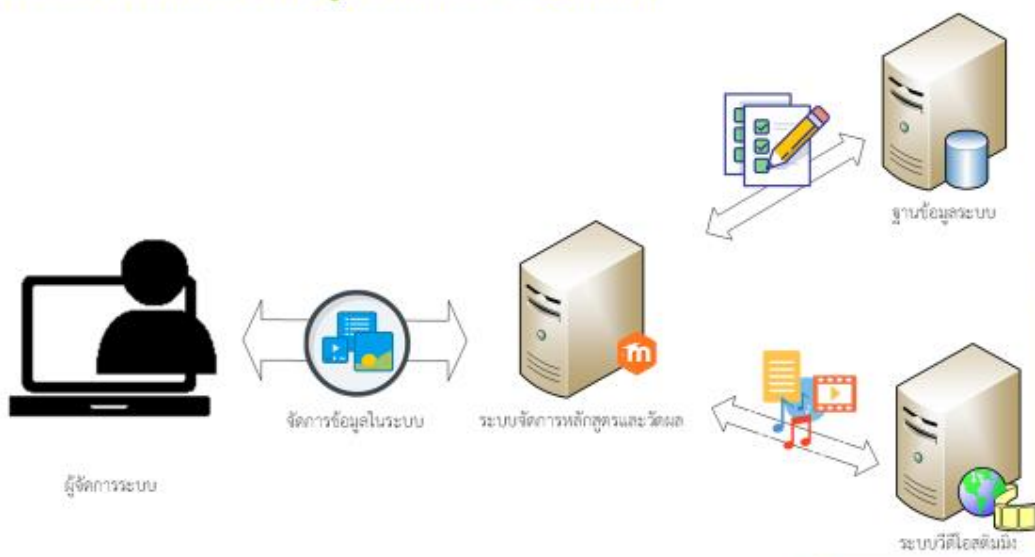 ฐานข้อมูลระบบ
จัดการข้อมูลในระบบ
ระบบจัดการหลักสูตรและวัดผล
ผู้จัดการระบบ
ระบบวีดีโอสตีมมิ่ง